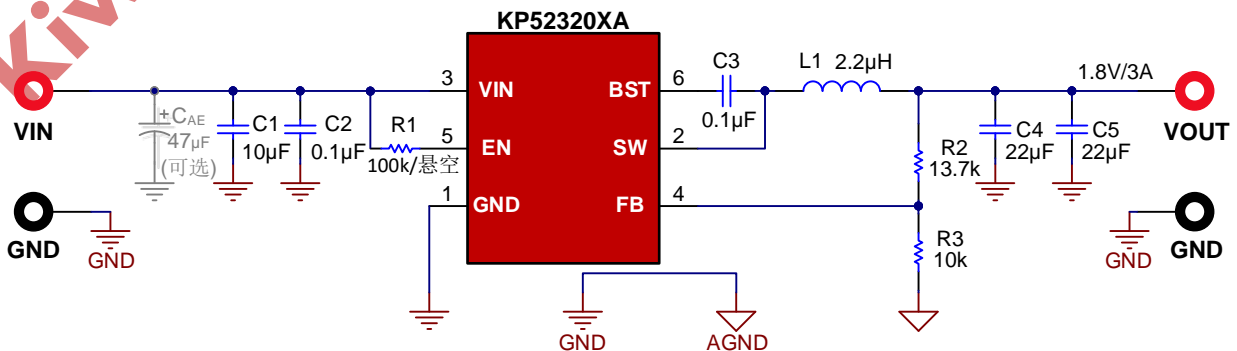 Kiw
KP52320XA
VIN
+CAE
47µF
(可选)
C1
10µF
C2
0.1µF
R1
100k/悬空
3
5
1
VIN
EN
GND
BST
SW
FB
6
2
4
C3
0.1µF
L1 2.2µH
1.8V/3A
VOUT
R2
13.7k
C4
22µF
C5
22µF
R3
10k
GND
GND
GND
AGND
GND
GND